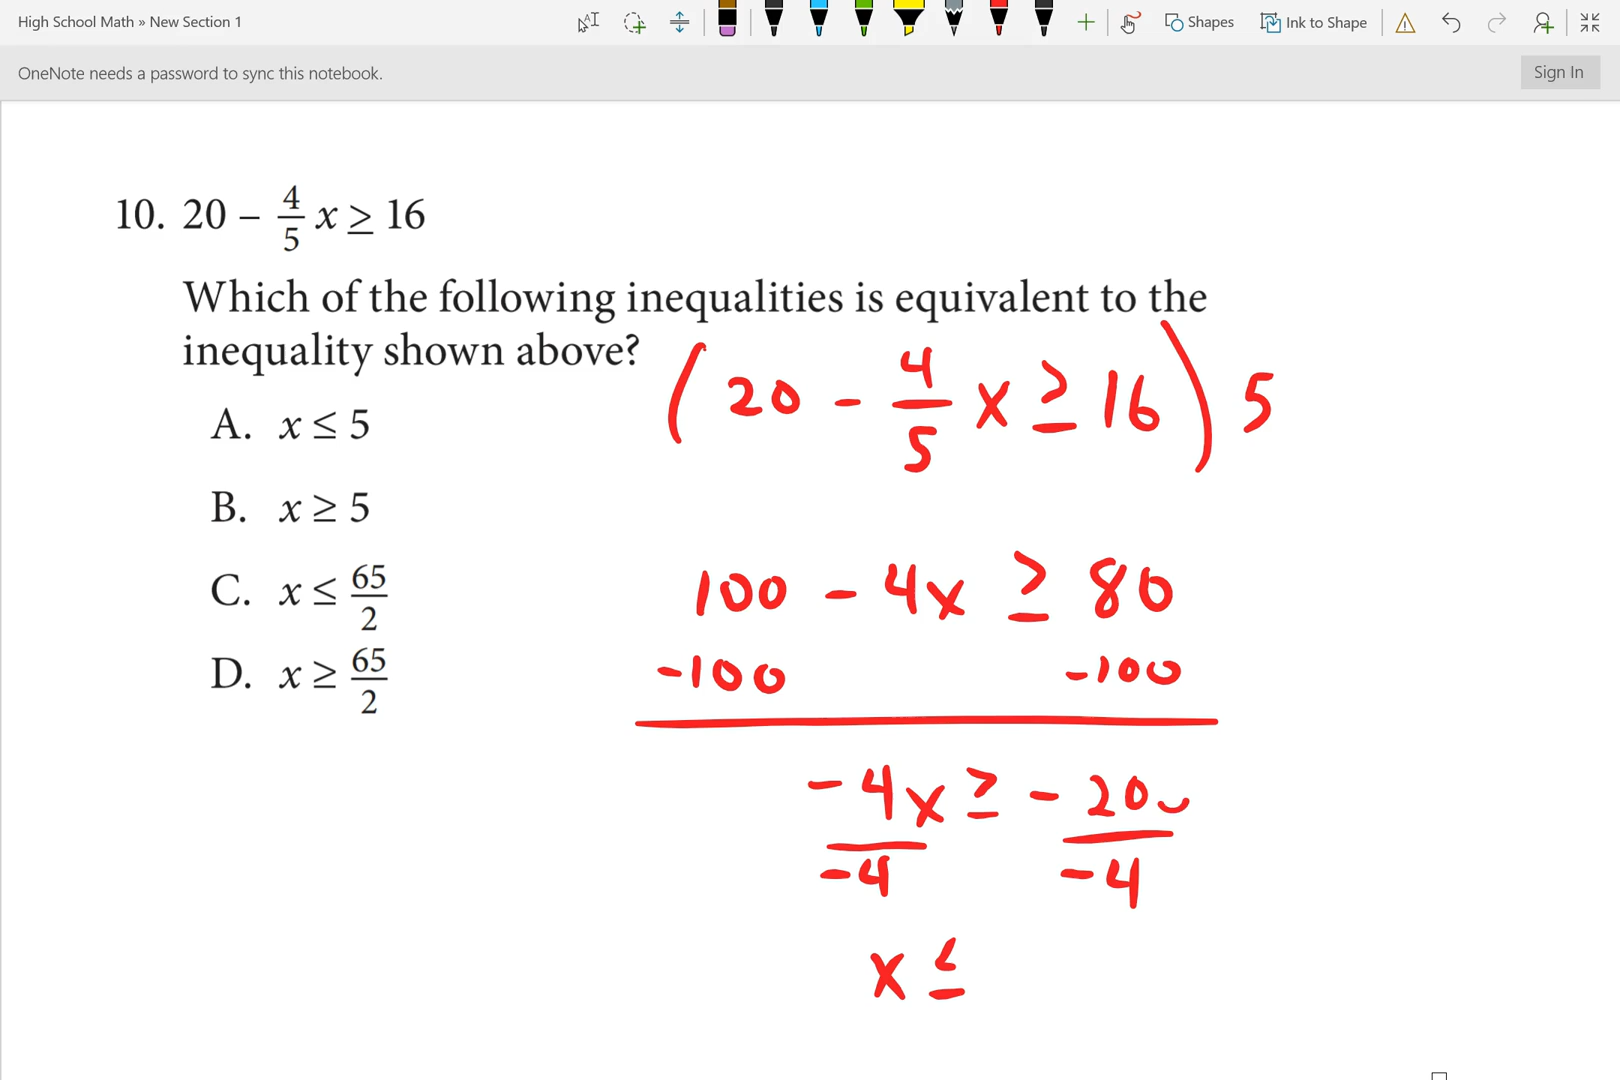 High School Math » New Section 1
Shapes
Ink to Shape
OneNote needs a password to sync this notebook.
Sign In
10. 20 – 4/5 x ≥ 16
Which of the following inequalities is equivalent to the
inequality shown above?
A. x ≤ 5
B. x ≥ 5
C. x ≤ 65/2
D. x ≥ 65/2
(20 - 4/5 x ≥ 16) 5
100 - 4x ≥ 80
-100 -100
-4x ≥ -20
-4 -4
x ≤